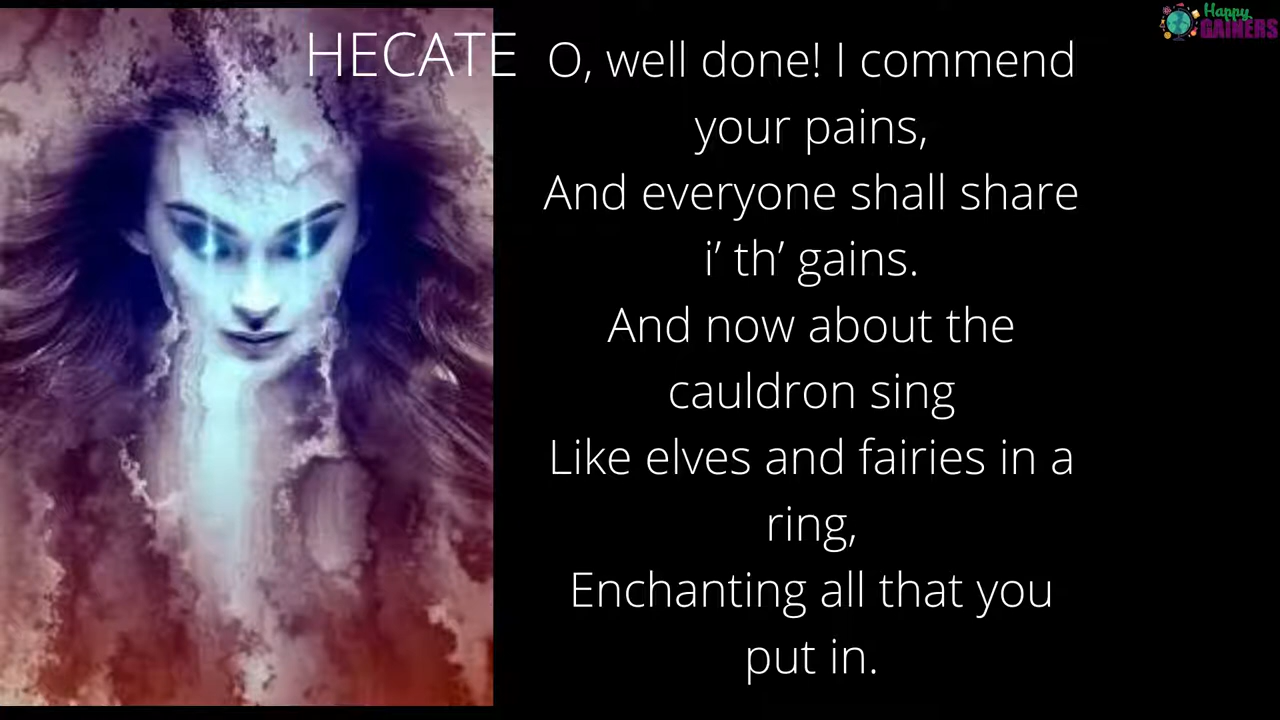 Happy
GAINERS
HECATE
O, well done! I commend
your pains,
And everyone shall share
i’ th’ gains.
And now about the
cauldron sing
Like elves and fairies in a
ring,
Enchanting all that you
put in.